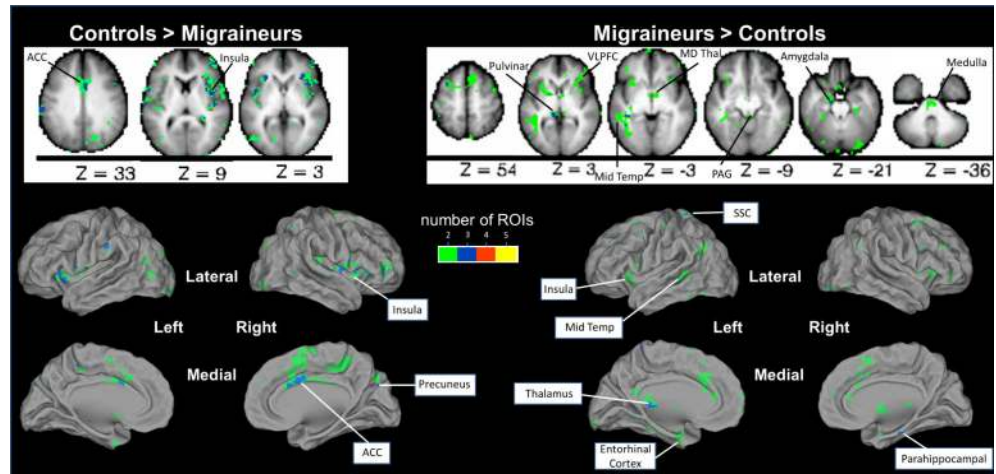 Controls > Migraineurs
ACC
Insula
Z = 33
Z = 9
Z = 3
Migraineurs > Controls
Pulvinar
VLPFC
MD Thal
Amygdala
Medulla
Z = 54
Z = 3
Mid Temp
Z = -3
PAG
Z = -9
Z = -21
Z = -36
number of ROIs
2 3 4 5
Lateral
Insula
Left Right
Medial
Precuneus
ACC
SSC
Lateral
Insula
Mid Temp
Left Right
Medial
Thalamus
Entorhinal
Cortex
Parahippocampal